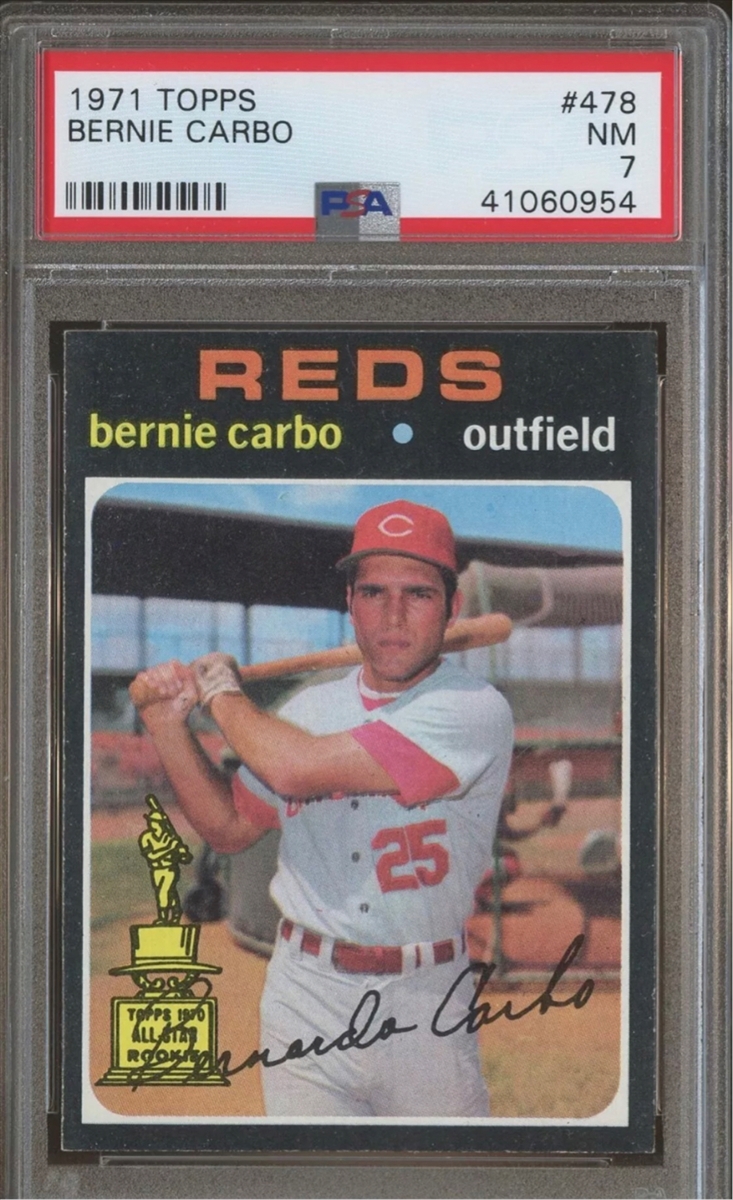 1971 TOPPS #478
BERNIE CARBO NM
7
PSA 41060954
REDS
bernie carbo • outfield
C
25
TOPPS 1970
ALL-STAR
ROOKIE
Bernardo Carbo